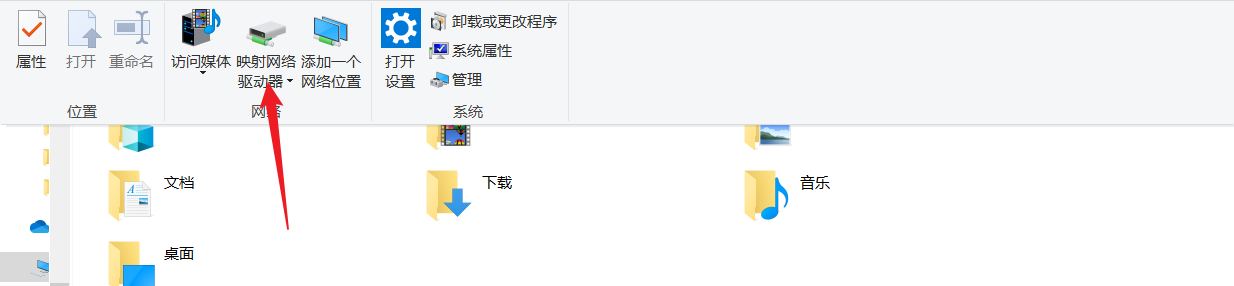 属性
打开
重命名
访问媒体
映射网络
驱动器
添加一个
网络位置
打开
设置
卸载或更改程序
系统属性
管理
位置
网络
系统
文档
下载
音乐
桌面